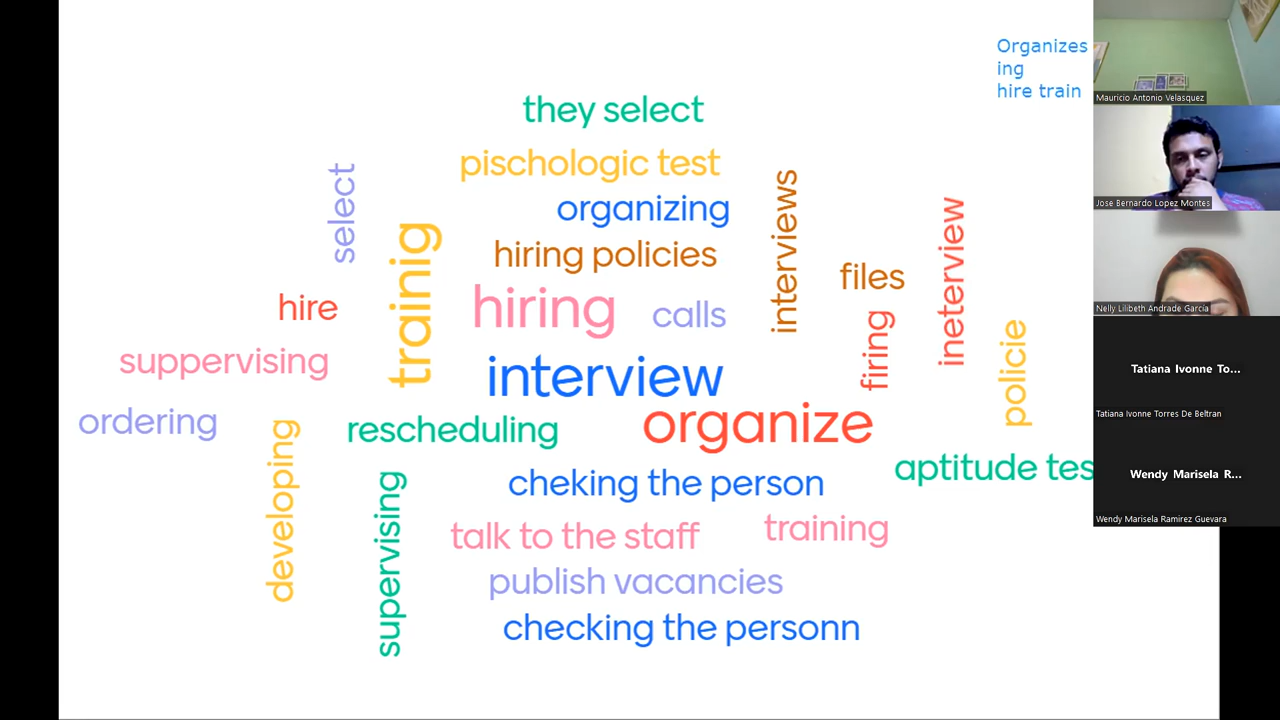 Organizes
ing
hire train
they select
pischologic test
select
organizing
interviews
trainig
hiring policies
ineterview
files
hire
hiring
calls
firing
suppervising
interview
policie
ordering
rescheduling
organize
developing
aptitude tes
cheking the person
supervising
talk to the staff
training
publish vacancies
checking the personn
Mauricio Antonio Velasquez
Jose Bernardo Lopez Montes
Nelly Lilibeth Andrade García
Tatiana Ivonne To...
Tatiana Ivonne Torres De Beltran
Wendy Marisela R...
Wendy Marisela Ramirez Guevara